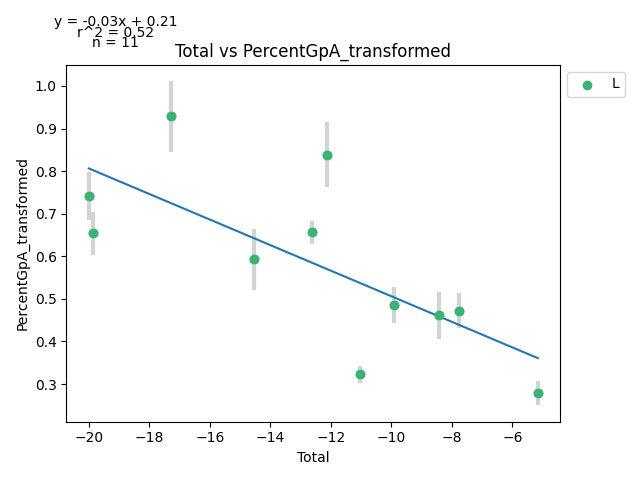 y = -0.03x + 0.21
r^2 = 0.52
n = 11
Total vs PercentGpA_transformed
L
PercentGpA_transformed
1.0
0.9
0.8
0.7
0.6
0.5
0.4
0.3
−20 −18 −16 −14 −12 −10 −8 −6
Total